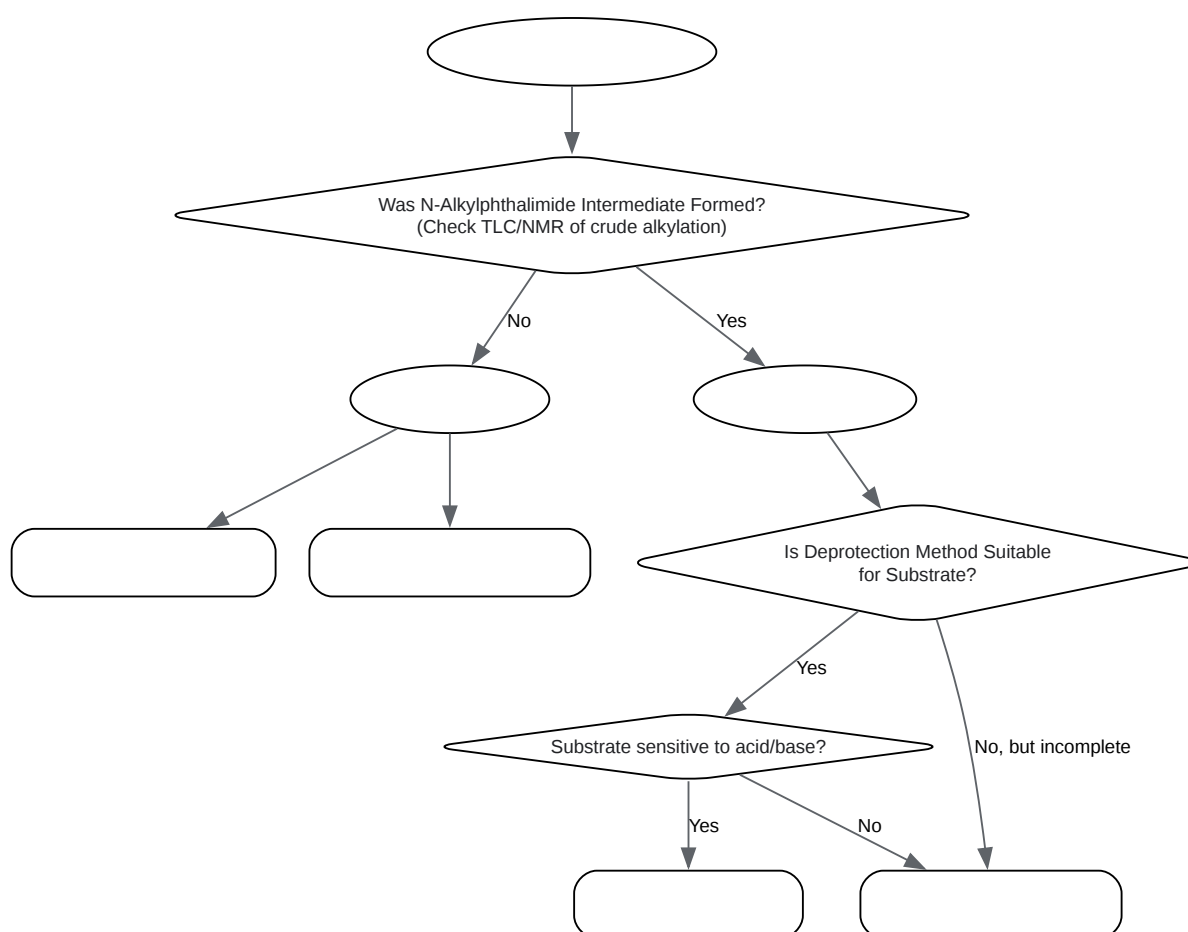 Was N-Alkylphthalimide Intermediate Formed?
(Check TLC/NMR of crude alkylation)
No
Yes
Is Deprotection Method Suitable
for Substrate?
Yes
Substrate sensitive to acid/base?
No, but incomplete
Yes
No